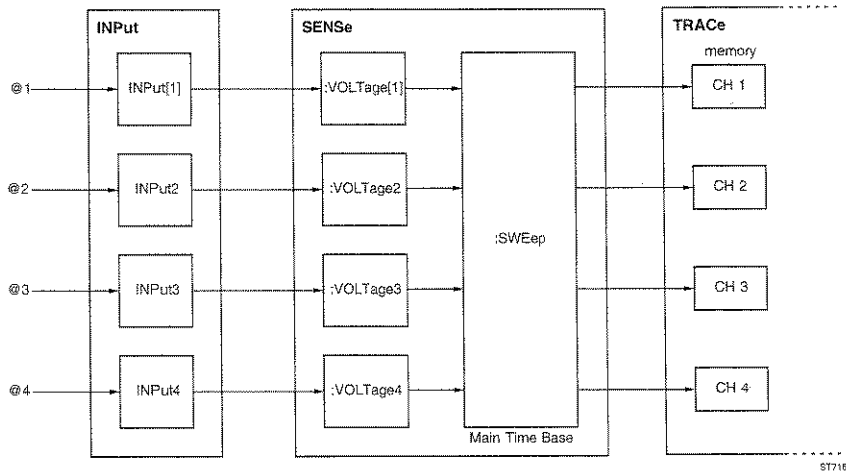 INPut
SENSe
TRACe
memory
@1
INPut[1]
:VOLTage[1]
CH 1
@2
INPut2
:VOLTage2
CH 2
:SWEep
@3
INPut3
:VOLTage3
CH 3
@4
INPut4
:VOLTage4
CH 4
Main Time Base
ST716